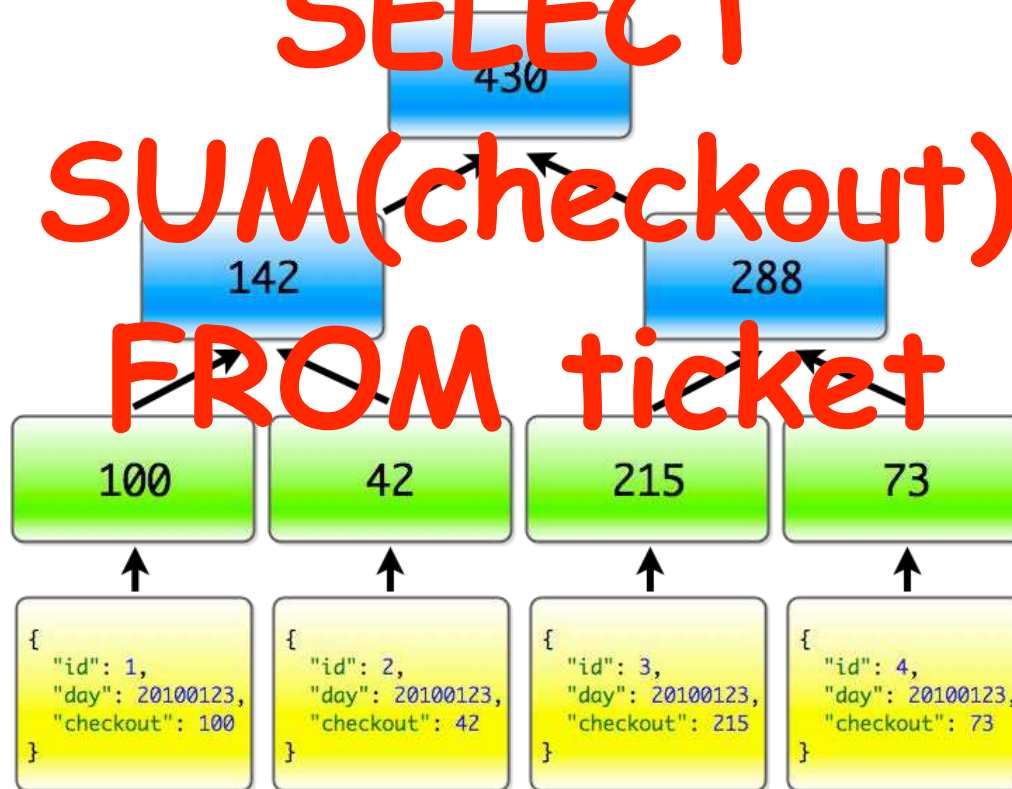 SELECT
430
SUM(checkout)
142 288
FROM ticket
100 42 215 73
{ { { {
"id": 1, "id": 2, "id": 3, "id": 4,
"day": 20100123, "day": 20100123, "day": 20100123, "day": 20100123,
"checkout": 100 "checkout": 42 "checkout": 215 "checkout": 73
} } } }